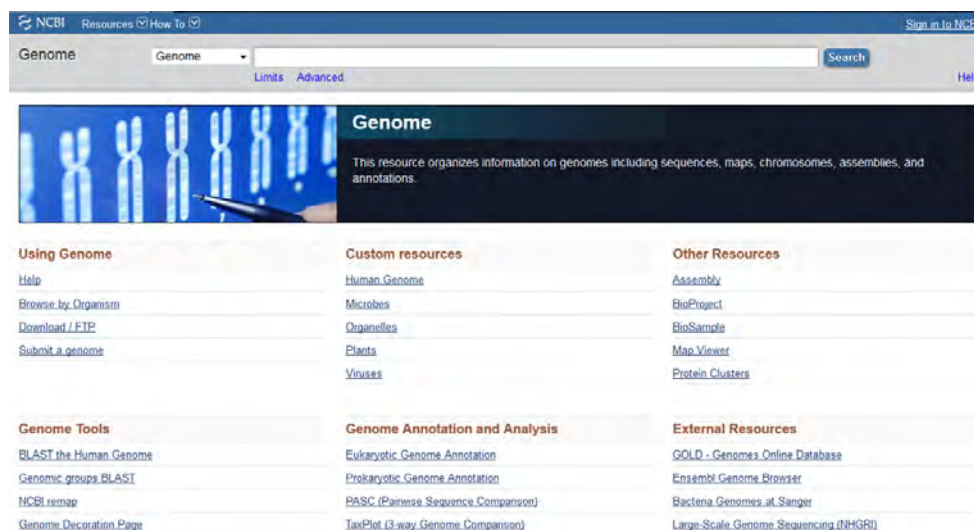 NCBI Resources How To Sign in to NCB
Genome Genome Search
Limits Advanced Hel
Genome
This resource organizes information on genomes including sequences, maps, chromosomes, assemblies, and
annotations.
Using Genome
Help
Browse by Organism
Download / FTP
Submit a genome
Custom resources
Human Genome
Microbes
Organelles
Plants
Viruses
Other Resources
Assembly
BioProject
BioSample
Map Viewer
Protein Clusters
Genome Tools
BLAST the Human Genome
Genomic groups BLAST
NCBI remap
Genome Decoration Page
Genome Annotation and Analysis
Eukaryotic Genome Annotation
Prokaryotic Genome Annotation
PASC (Pairwise Sequence Comparison)
TaxPlot (3-way Genome Comparison)
External Resources
GOLD - Genomes Online Database
Ensembl Genome Browser
Bacteria Genomes at Sanger
Large-Scale Genome Sequencing (NHGRI)